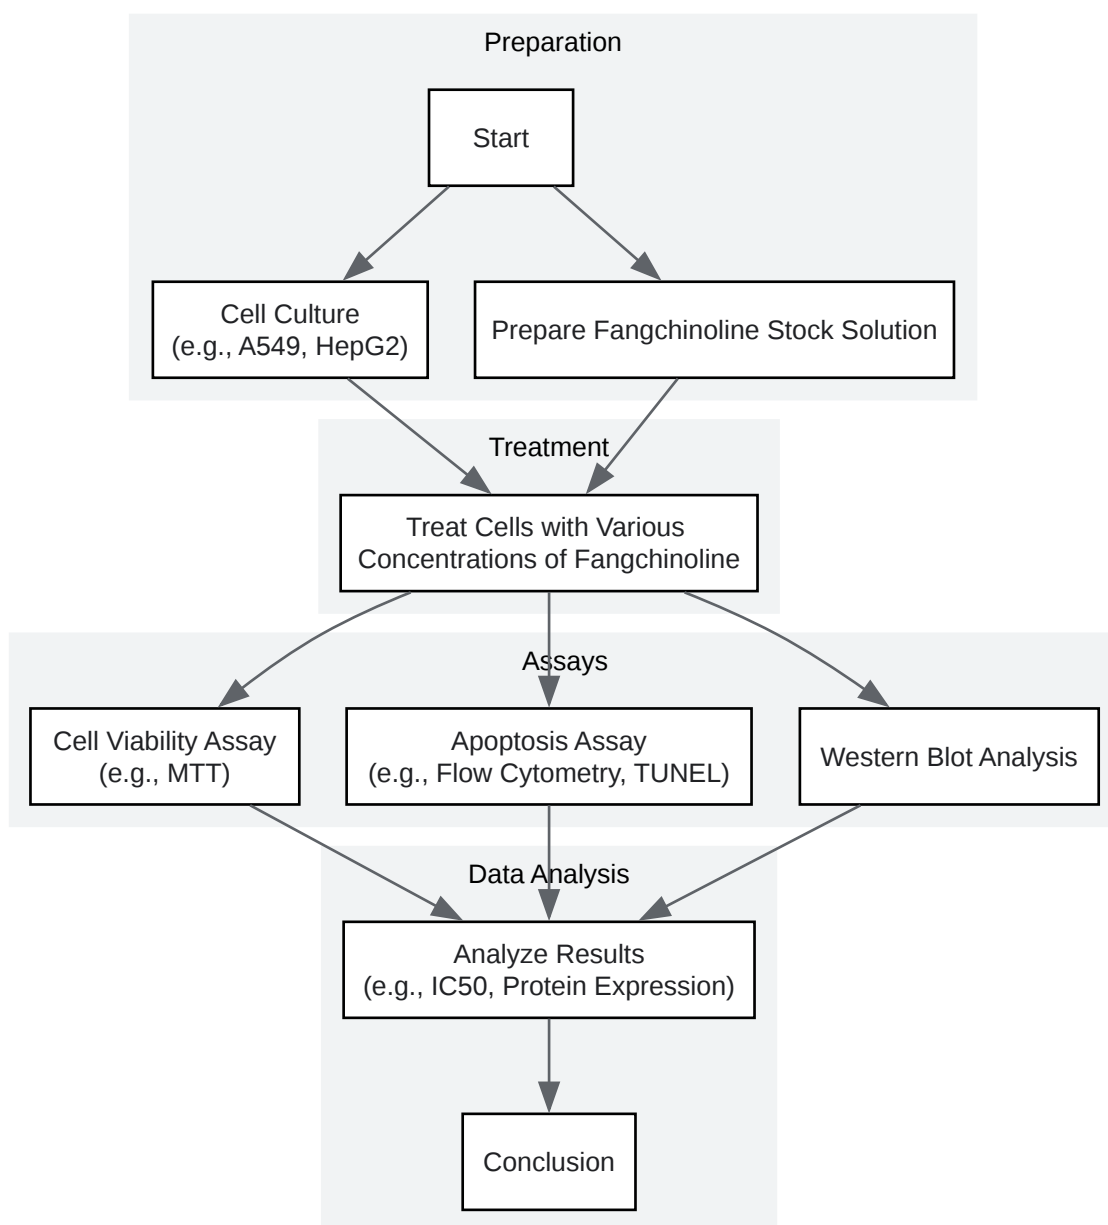 Preparation
Start
Cell Culture
(e.g., A549, HepG2)
Prepare Fangchinoline Stock Solution
Treatment
Treat Cells with Various
Concentrations of Fangchinoline
Assays
Cell Viability Assay
(e.g., MTT)
Apoptosis Assay
(e.g., Flow Cytometry, TUNEL)
Western Blot Analysis
Data Analysis
Analyze Results
(e.g., IC50, Protein Expression)
Conclusion